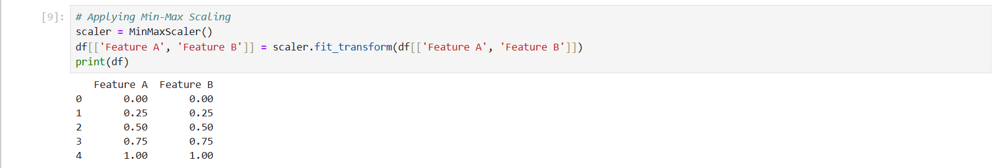 [9]: # Applying Min-Max Scaling
scaler = MinMaxScaler()
df[['Feature A', 'Feature B']] = scaler.fit_transform(df[['Feature A', 'Feature B']])
print(df)
Feature A  Feature B
0       0.00       0.00
1       0.25       0.25
2       0.50       0.50
3       0.75       0.75
4       1.00       1.00